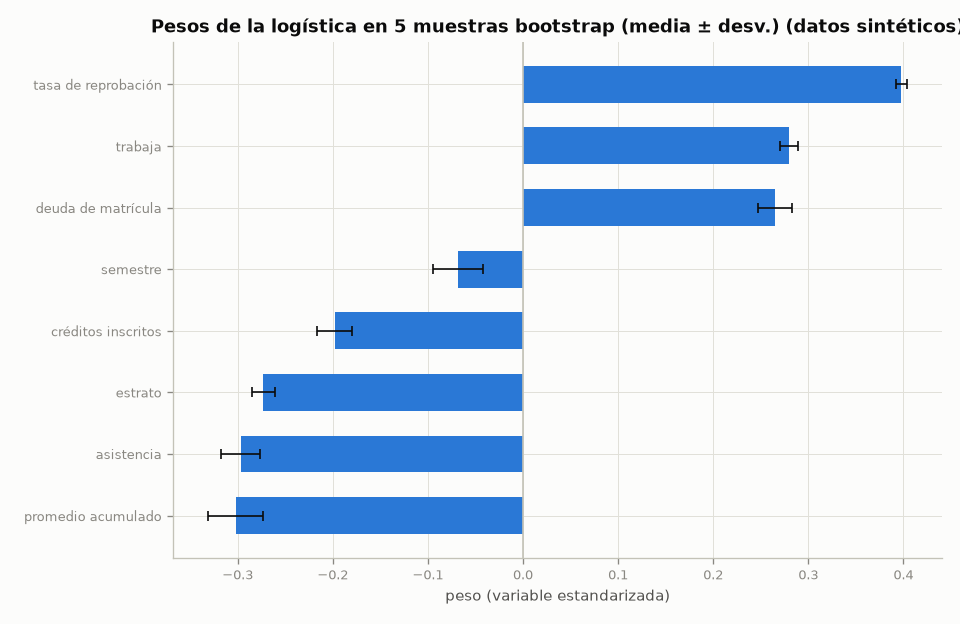 Pesos de la logística en 5 muestras bootstrap (media ± desv.) (datos sintéticos)
tasa de reprobación
trabaja
deuda de matrícula
semestre
créditos inscritos
estrato
asistencia
promedio acumulado
−0.3 −0.2 −0.1 0.0 0.1 0.2 0.3 0.4
peso (variable estandarizada)